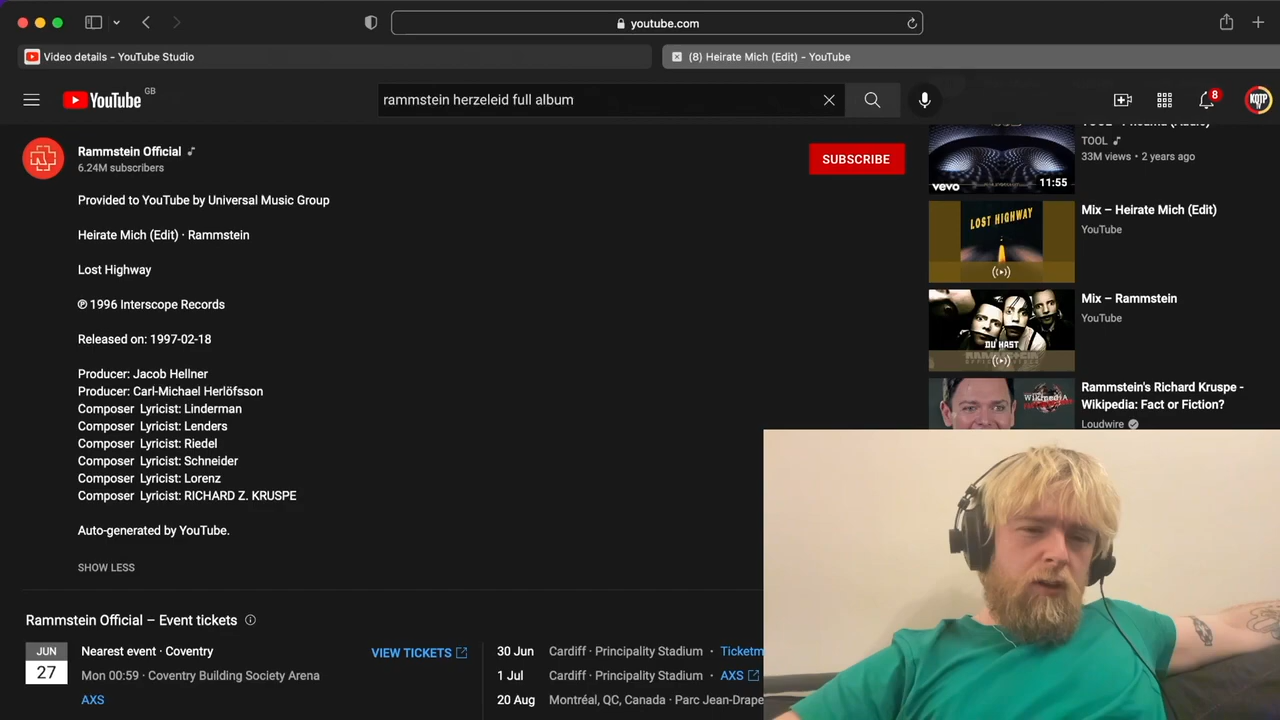 youtube.com
Video details - YouTube Studio
(8) Heirate Mich (Edit) - YouTube
YouTube GB
rammstein herzeleid full album
8
Rammstein Official
6.24M subscribers
SUBSCRIBE
Provided to YouTube by Universal Music Group
Heirate Mich (Edit) · Rammstein
Lost Highway
℗ 1996 Interscope Records
Released on: 1997-02-18
Producer: Jacob Hellner
Producer: Carl-Michael Herlöfsson
Composer Lyricist: Linderman
Composer Lyricist: Lenders
Composer Lyricist: Riedel
Composer Lyricist: Schneider
Composer Lyricist: Lorenz
Composer Lyricist: RICHARD Z. KRUSPE
Auto-generated by YouTube.
SHOW LESS
Rammstein Official – Event tickets
JUN
27
Nearest event · Coventry
Mon 00:59 · Coventry Building Society Arena
AXS
VIEW TICKETS
30 Jun Cardiff · Principality Stadium ·
1 Jul Cardiff · Principality Stadium · AXS
20 Aug Montréal, QC, Canada ·
TOOL
33M views • 2 years ago
vevo
11:55
LOST HIGHWAY
Mix – Heirate Mich (Edit)
YouTube
DU HAST
Mix – Rammstein
YouTube
WIKIPEDIA
Rammstein's Richard Kruspe -
Wikipedia: Fact or Fiction?
Loudwire